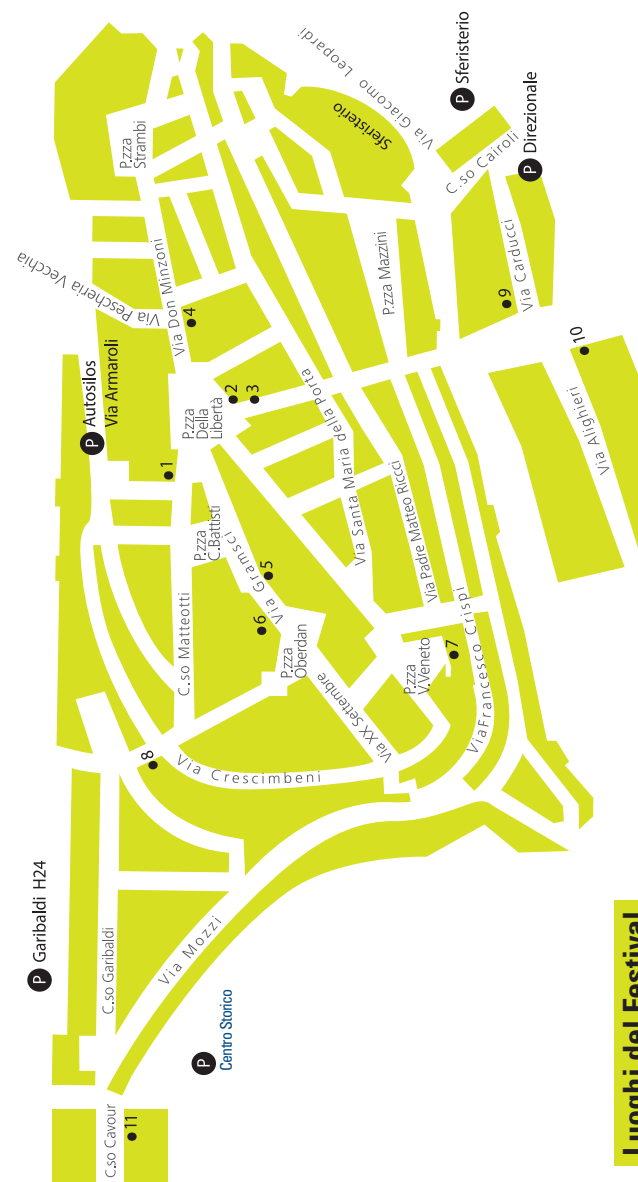 Garibaldi H24
P
C.so Garibaldi
Via Mozzi
P
Centro Storico
C.so Cavour
11
P
Autosilos
Via Armaroli
Via Pescheria Vecchia
P.zza
Strambi
Via Don Minzoni
4
P.zza
Della
Libertà
2
3
1
P.zza
C.Battisti
Via Gramsci
5
6
C.so Matteotti
P.zza
Oberdan
8
Via Crescimbeni
Via XX Settembre
P.zza
V.Veneto
7
Via Francesco Crispi
Via Padre Matteo Riccci
Via Santa Maria della Porta
P.zza Mazzini
Sferisterio
Via Giacomo Leopardi
P
Sferisterio
C.so Cairoli
P
Direzionale
Via Carducci
9
10
Via Alighieri
Luoghi del Festival